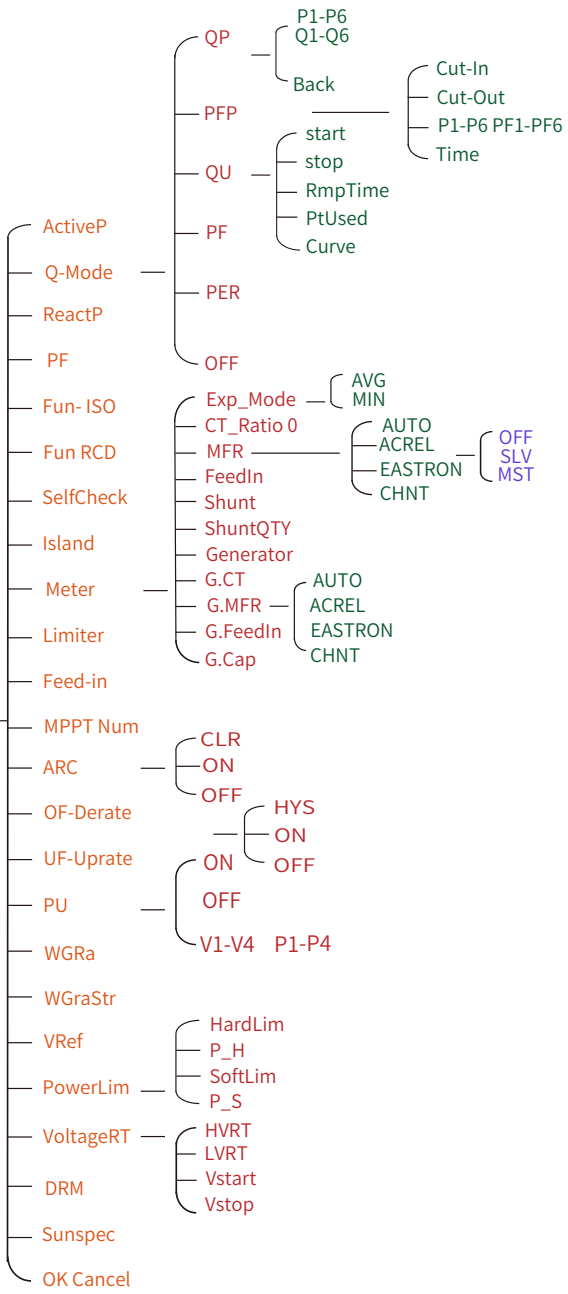 P1-P6
Q1-Q6
Back
QP
PFP
QU
PF
PER
OFF
Cut-In
Cut-Out
P1-P6 PF1-PF6
Time
start
stop
RmpTime
PtUsed
Curve
ActiveP
Q-Mode
ReactP
PF
Fun- ISO
Fun RCD
SelfCheck
Island
Meter
Limiter
Feed-in
MPPT Num
ARC
OF-Derate
UF-Uprate
PU
WGRa
WGraStr
VRef
PowerLim
VoltageRT
DRM
Sunspec
OK Cancel
Exp_Mode
CT_Ratio 0
MFR
FeedIn
Shunt
ShuntQTY
Generator
G.CT
G.MFR
G.FeedIn
G.Cap
AVG
MIN
AUTO
ACREL
EASTRON
CHNT
OFF
SLV
MST
AUTO
ACREL
EASTRON
CHNT
CLR
ON
OFF
HYS
ON
OFF
ON
OFF
V1-V4 P1-P4
HardLim
P_H
SoftLim
P_S
HVRT
LVRT
Vstart
Vstop